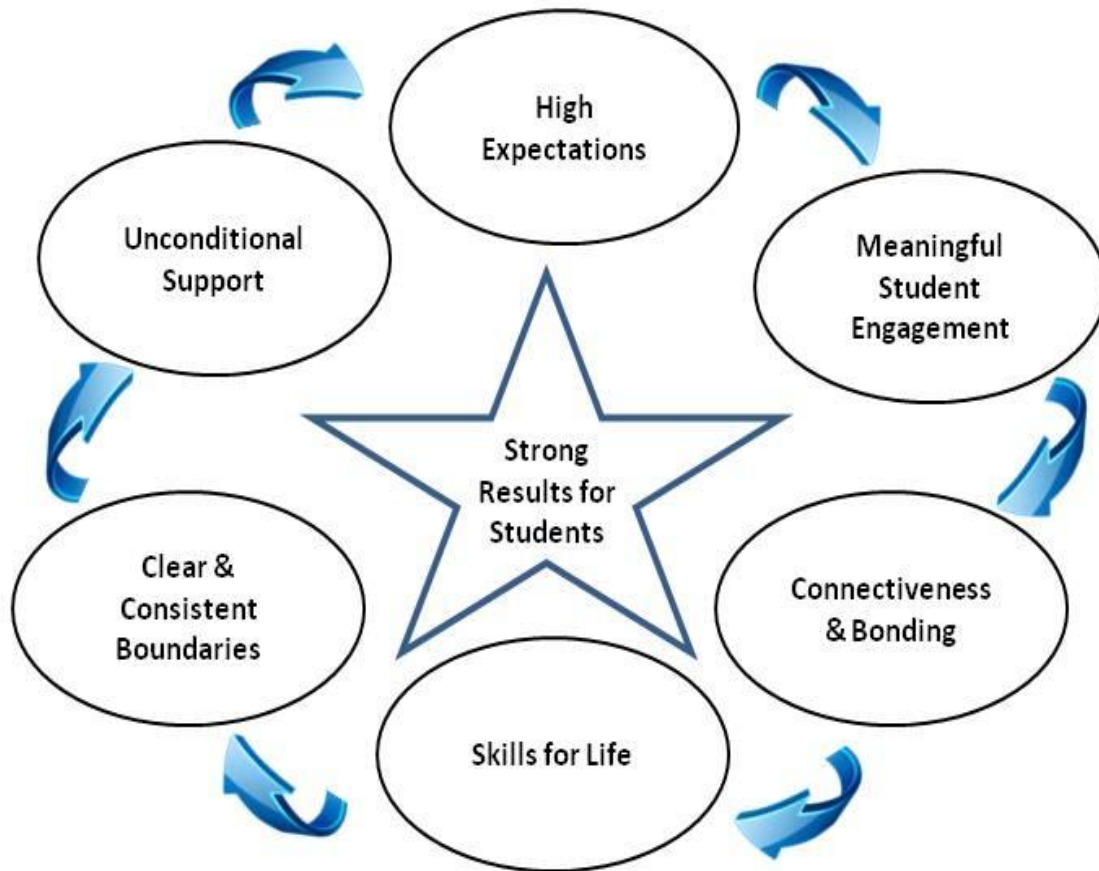 High
Expectations
Meaningful
Student
Engagement
Connectiveness
& Bonding
Skills for Life
Clear &
Consistent
Boundaries
Unconditional
Support
Strong
Results for
Students